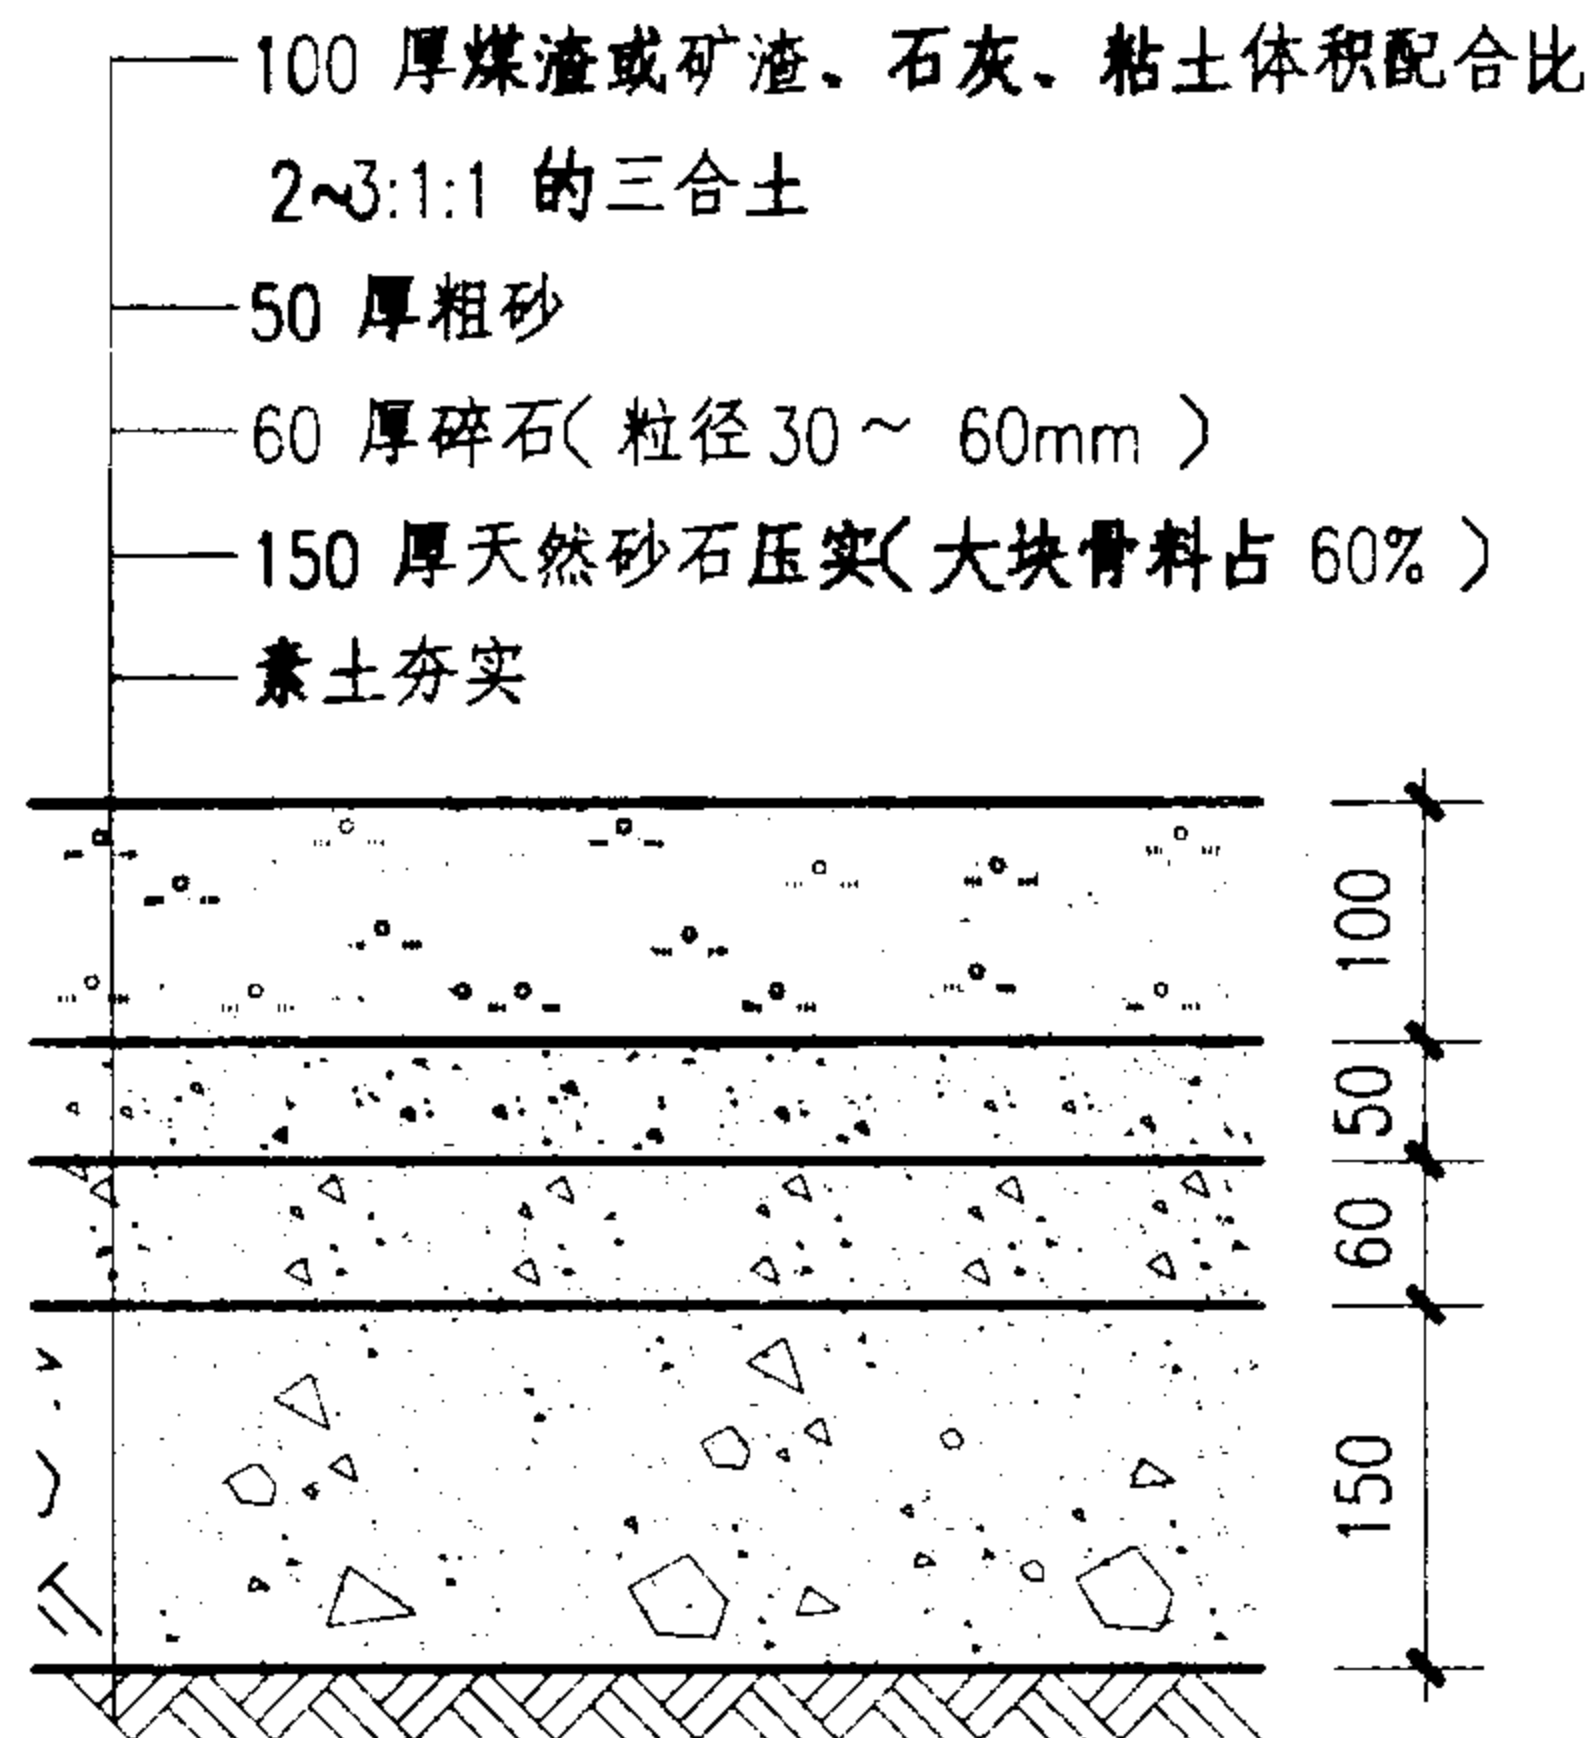 100 厚煤渣或矿渣、石灰、粘土体积配合比
2~3:1:1 的三合土
50 厚粗砂
60 厚碎石(粒径30~ 60mm)
150 厚天然砂石压实(大块骨料占 60%)
素土夯实
100
50
60
150